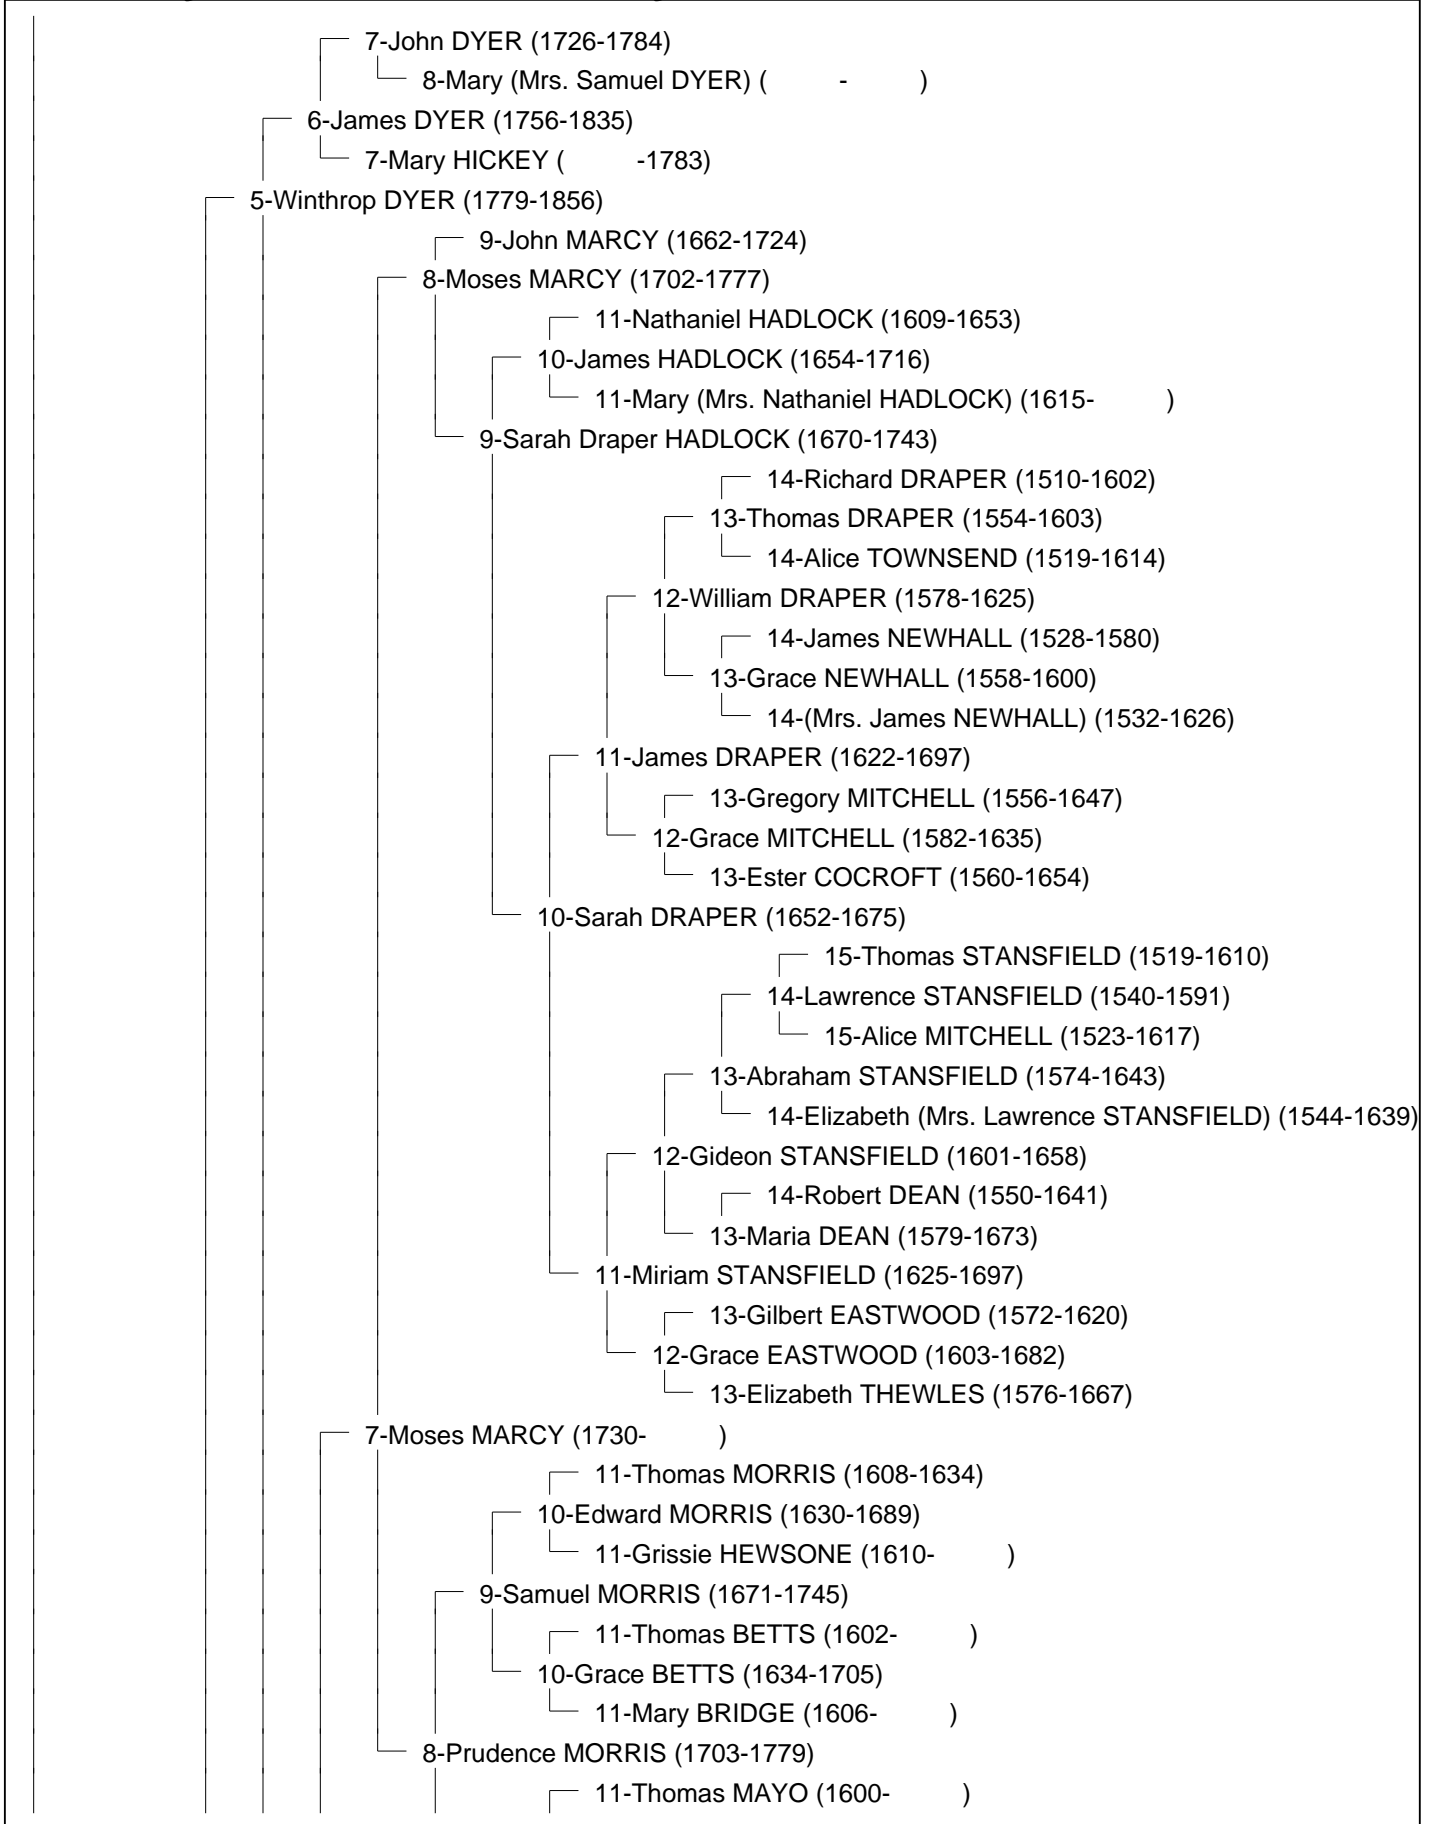 7-John DYER (1726-1784)
8-Mary (Mrs. Samuel DYER) (          -          )
6-James DYER (1756-1835)
7-Mary HICKEY (          -1783)
5-Winthrop DYER (1779-1856)
9-John MARCY (1662-1724)
8-Moses MARCY (1702-1777)
11-Nathaniel HADLOCK (1609-1653)
10-James HADLOCK (1654-1716)
11-Mary (Mrs. Nathaniel HADLOCK) (1615-          )
9-Sarah Draper HADLOCK (1670-1743)
14-Richard DRAPER (1510-1602)
13-Thomas DRAPER (1554-1603)
14-Alice TOWNSEND (1519-1614)
12-William DRAPER (1578-1625)
14-James NEWHALL (1528-1580)
13-Grace NEWHALL (1558-1600)
14-(Mrs. James NEWHALL) (1532-1626)
11-James DRAPER (1622-1697)
13-Gregory MITCHELL (1556-1647)
12-Grace MITCHELL (1582-1635)
13-Ester COCROFT (1560-1654)
10-Sarah DRAPER (1652-1675)
15-Thomas STANSFIELD (1519-1610)
14-Lawrence STANSFIELD (1540-1591)
15-Alice MITCHELL (1523-1617)
13-Abraham STANSFIELD (1574-1643)
14-Elizabeth (Mrs. Lawrence STANSFIELD) (1544-1639)
12-Gideon STANSFIELD (1601-1658)
14-Robert DEAN (1550-1641)
13-Maria DEAN (1579-1673)
11-Miriam STANSFIELD (1625-1697)
13-Gilbert EASTWOOD (1572-1620)
12-Grace EASTWOOD (1603-1682)
13-Elizabeth THEWLES (1576-1667)
7-Moses MARCY (1730-          )
11-Thomas MORRIS (1608-1634)
10-Edward MORRIS (1630-1689)
11-Grissie HEWSONE (1610-          )
9-Samuel MORRIS (1671-1745)
11-Thomas BETTS (1602-          )
10-Grace BETTS (1634-1705)
11-Mary BRIDGE (1606-          )
8-Prudence MORRIS (1703-1779)
11-Thomas MAYO (1600-          )